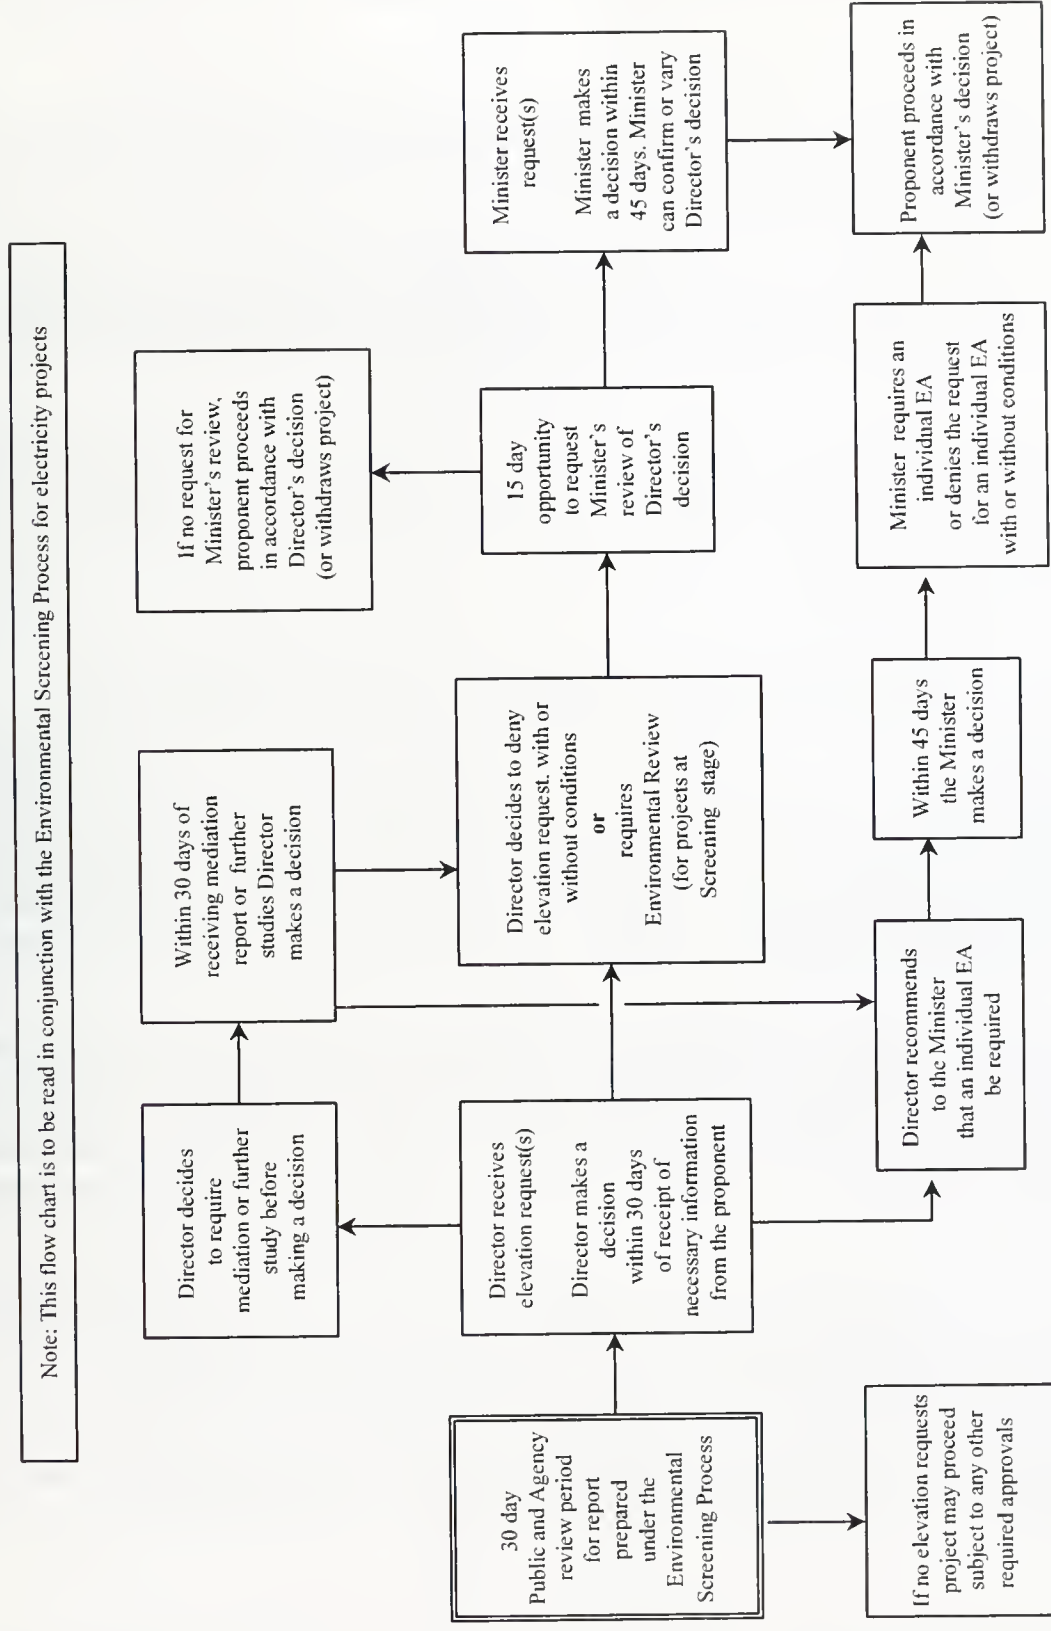 Note: This flow chart is to be read in conjunction with the Environmental Screening Process for electricity projects
30 day
Public and Agency
review period
for report
prepared
under the
Environmental
Screening Process
If no elevation requests
project may proceed
subject to any other
required approvals
Director receives
elevation request(s)
Director makes a
decision
within 30 days
of receipt of
necessary information
from the proponent
Director decides
to require
mediation or further
study before
making a decision
Within 30 days of
receiving mediation
report or further
studies Director
makes a decision
Director decides to deny
elevation request, with or
without conditions
or
requires
Environmental Review
(for projects at
Screening stage)
Director recommends
to the Minister
that an individual EA
be required
Within 45 days
the Minister
makes a decision
Minister requires an
individual EA
or denies the request
for an individual EA
with or without conditions
15 day
opportunity
to request
Minister's
review of
Director's
decision
If no request for
Minister's review,
proponent proceeds
in accordance with
Director's decision
(or withdraws project)
Minister receives
request(s)
Minister makes
a decision within
45 days. Minister
can confirm or vary
Director's decision
Proponent proceeds in
accordance with
Minister's decision
(or withdraws project)